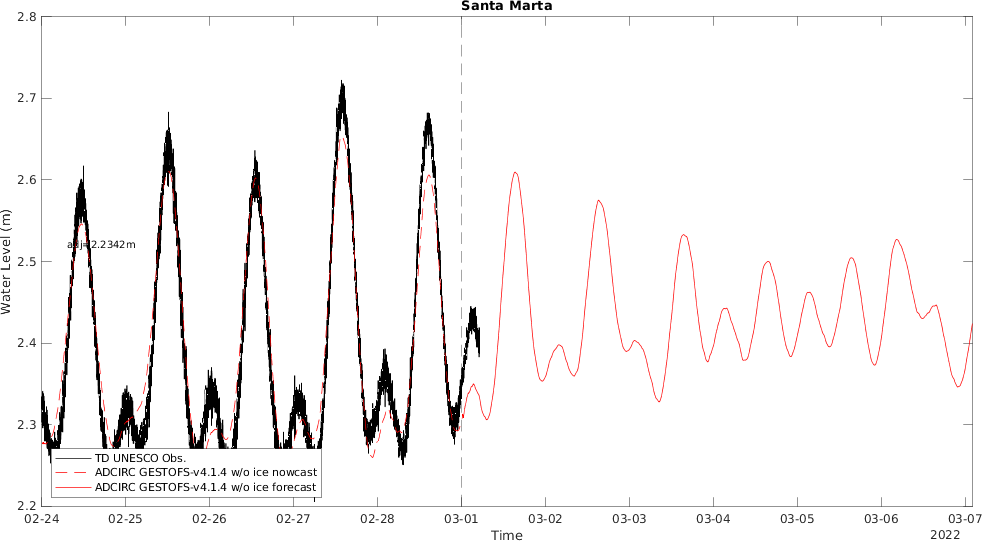 Santa Marta
2.8
2.7
2.6
2.5
2.4
2.3
2.2
Water Level (m)
adj=2.2342m
TD UNESCO Obs.
ADCIRC GESTOFS-v4.1.4 w/o ice nowcast
ADCIRC GESTOFS-v4.1.4 w/o ice forecast
02-24 02-25 02-26 02-27 02-28 03-01 03-02 03-03 03-04 03-05 03-06 03-07
Time
2022